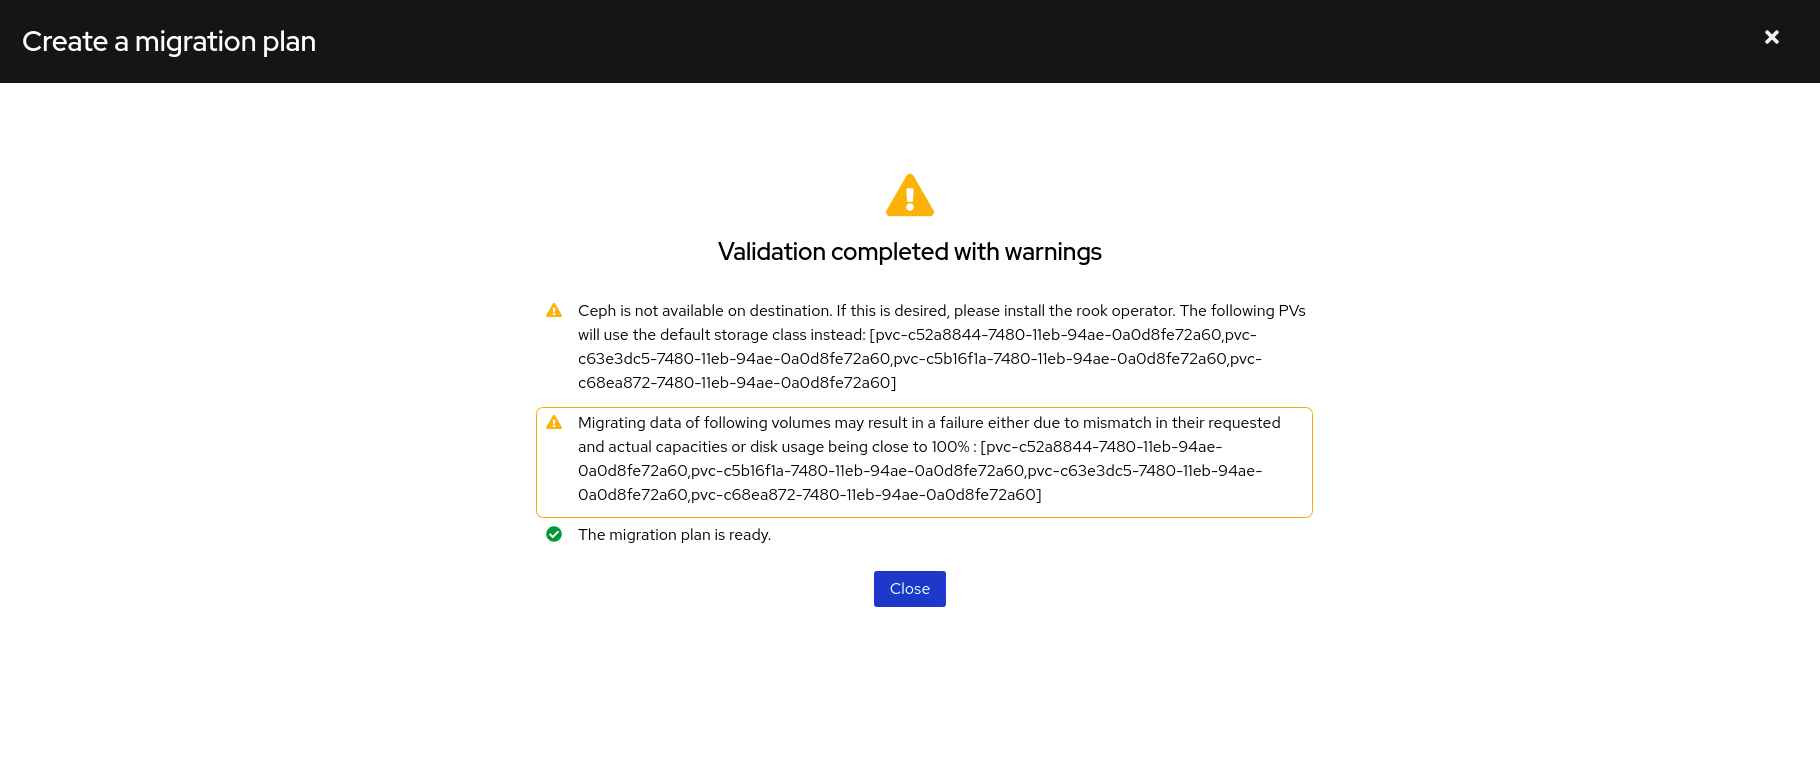 Create a migration plan
Validation completed with warnings
Ceph is not available on destination. If this is desired, please install the rook operator. The following PVs
will use the default storage class instead: [pvc-c52a8844-7480-11eb-94ae-0a0d8fe72a60,pvc-
c63e3dc5-7480-11eb-94ae-0a0d8fe72a60,pvc-c5b16f1a-7480-11eb-94ae-0a0d8fe72a60,pvc-
c68ea872-7480-11eb-94ae-0a0d8fe72a60]
Migrating data of following volumes may result in a failure either due to mismatch in their requested
and actual capacities or disk usage being close to 100% : [pvc-c52a8844-7480-11eb-94ae-
0a0d8fe72a60,pvc-c5b16f1a-7480-11eb-94ae-0a0d8fe72a60,pvc-c63e3dc5-7480-11eb-94ae-
0a0d8fe72a60,pvc-c68ea872-7480-11eb-94ae-0a0d8fe72a60]
The migration plan is ready.
Close